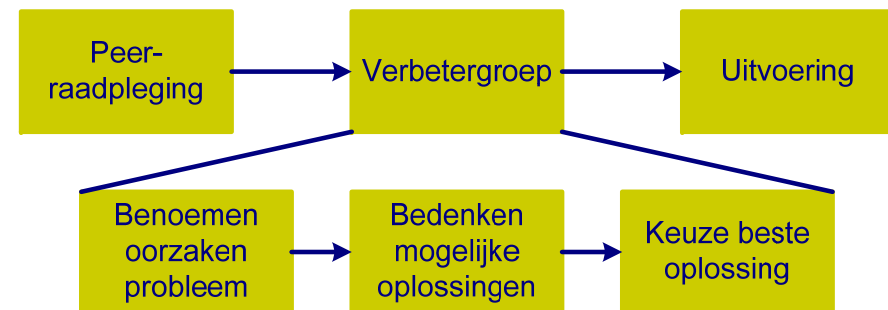 Peer-
raadpleging
Verbetergroep
Uitvoering
Benoemen
oorzaken
probleem
Bedenken
mogelijke
oplossingen
Keuze beste
oplossing